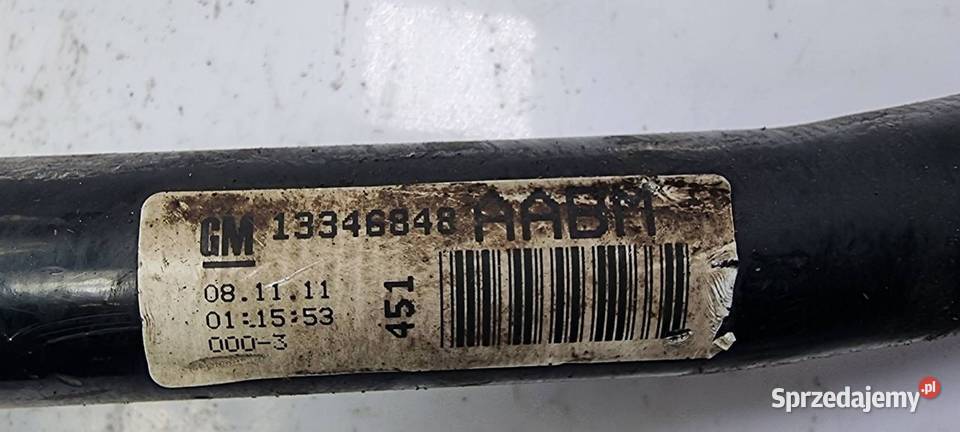 GM 13346848 AABM
08.11.11
01:15:53
000-3
451
Sprzedajemy.pl